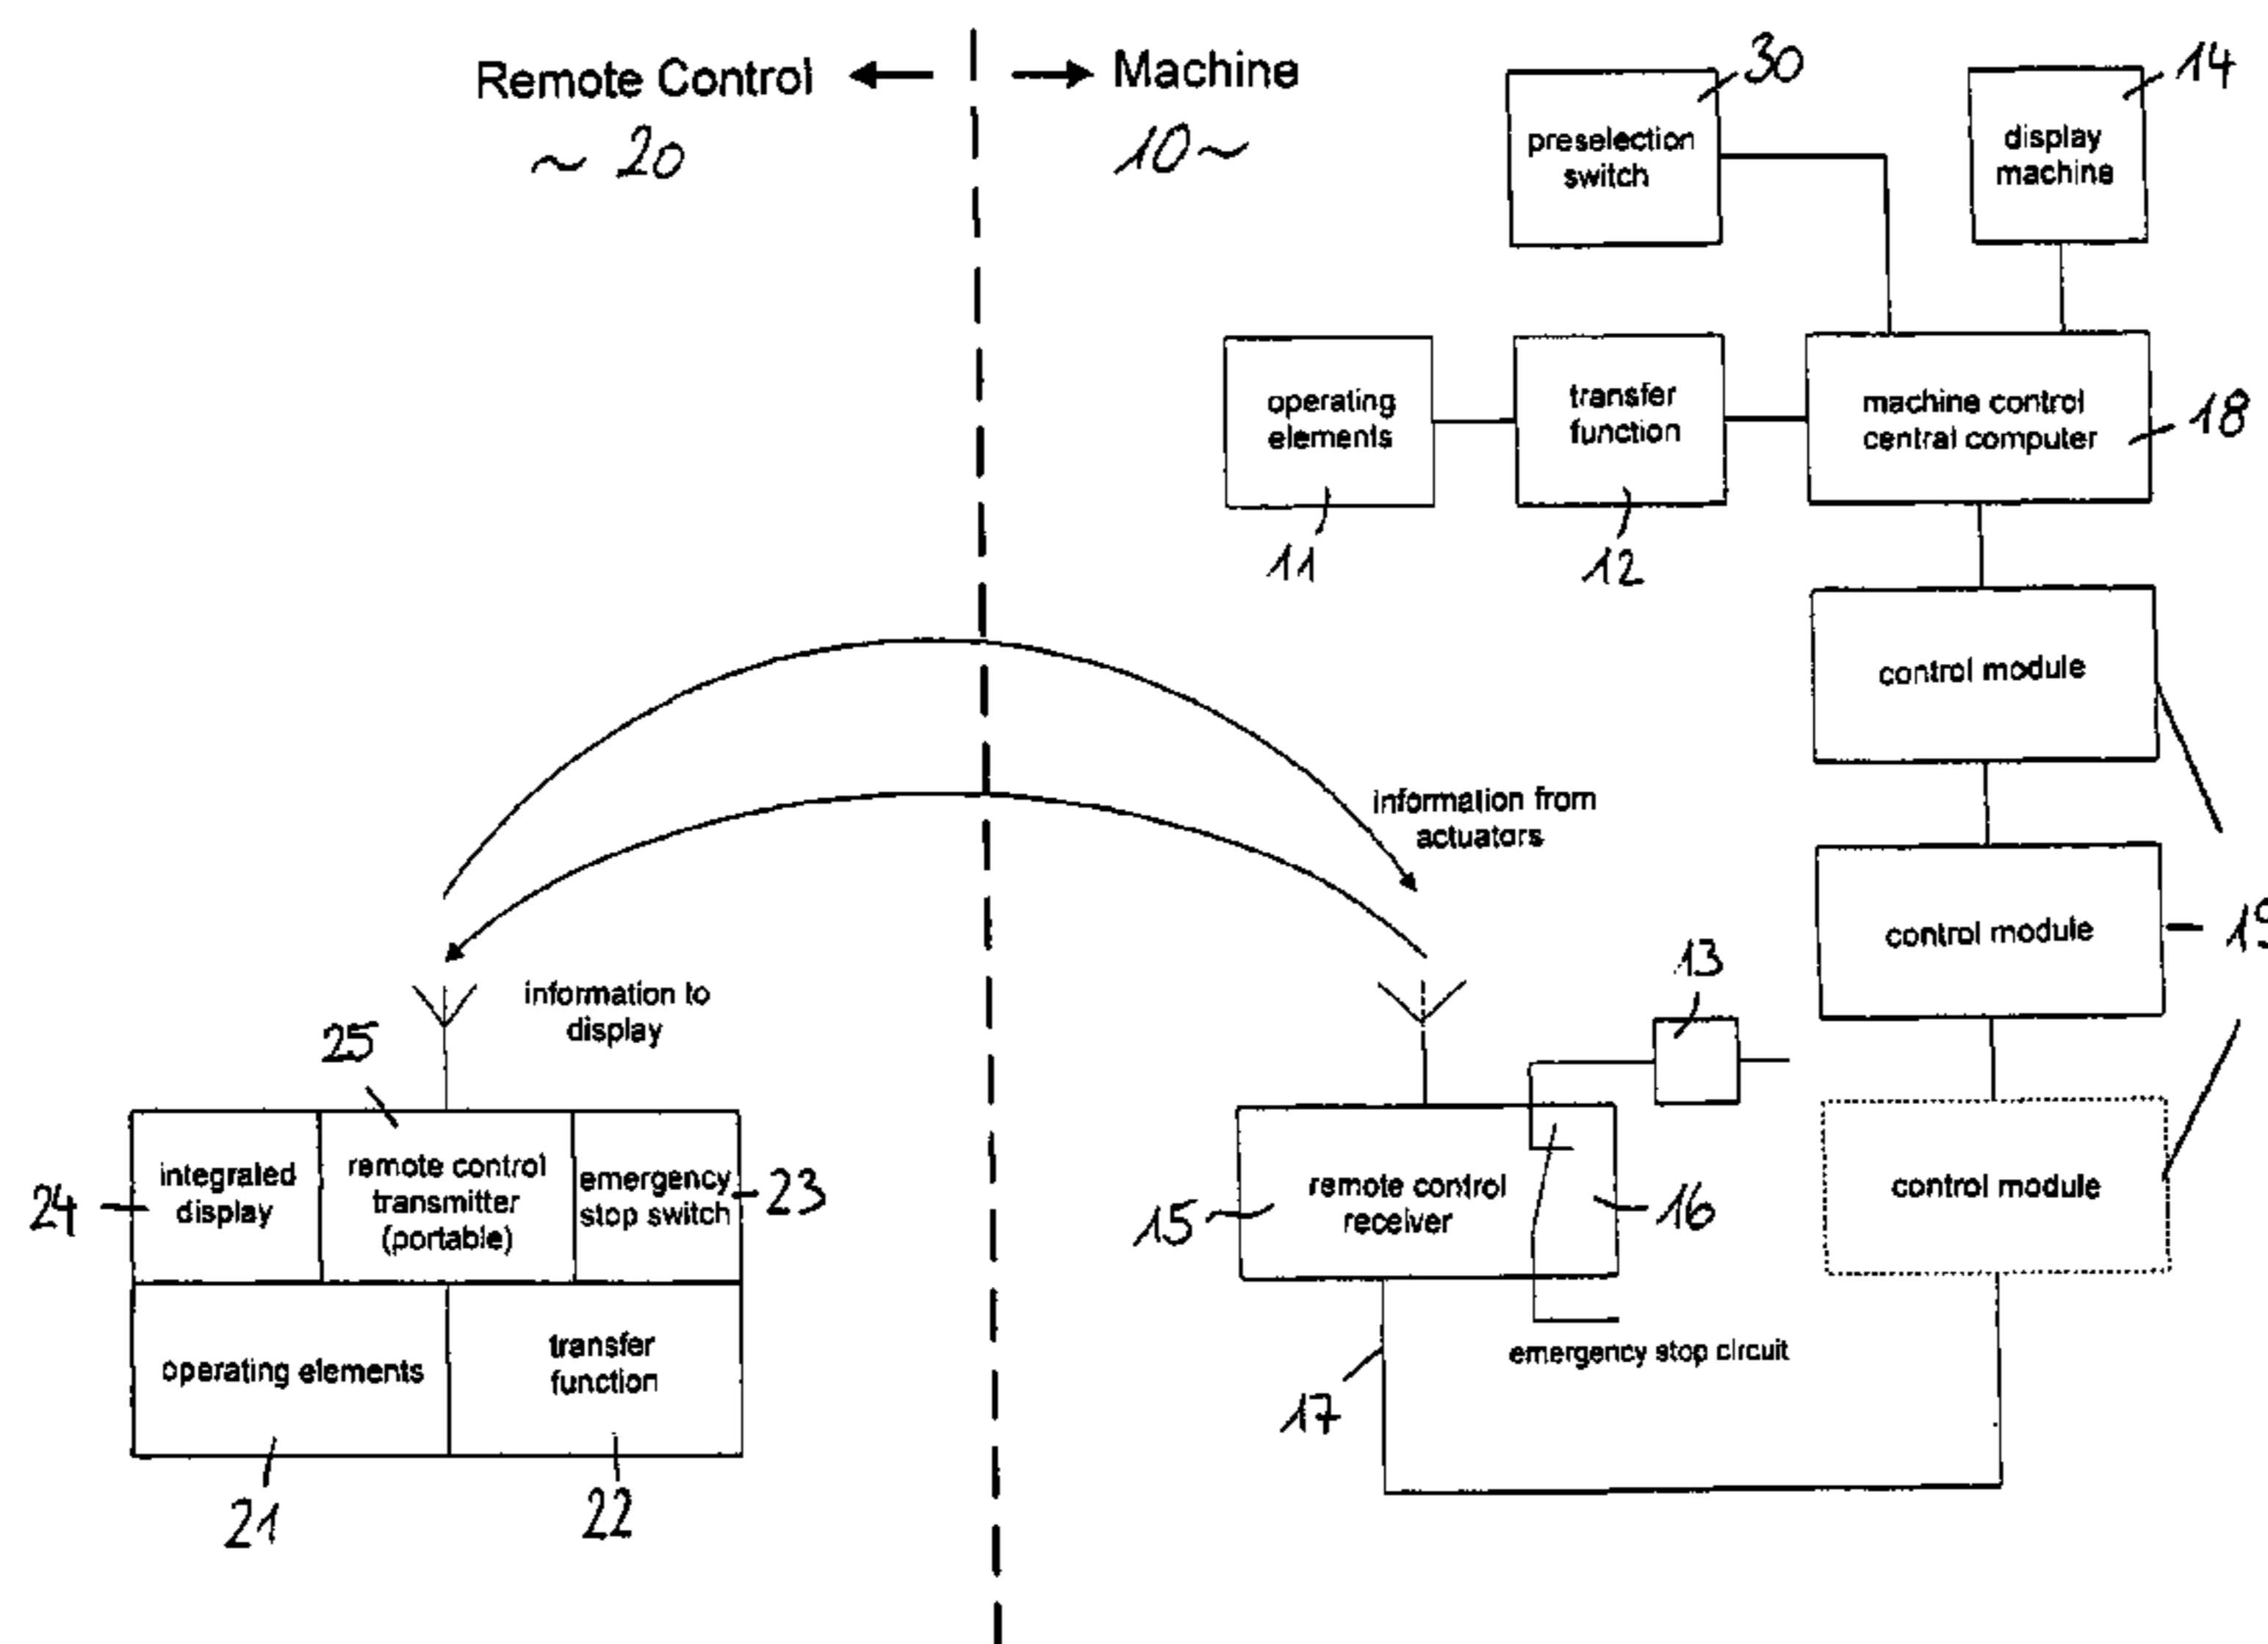 Remote Control
Machine
~ 20
10 ~
30
14
preselection
switch
display
machine
operating
elements
transfer
function
machine control
central computer
18
11
12
control module
information from
actuators
control module
13
information to
display
25
integraled
display
remote control
transmitter
(portable)
emergency
stop switch
24
23
remote control
receiver
15
16
control module
operating elements
transfer
function
emergency stop circuit
17
21
22